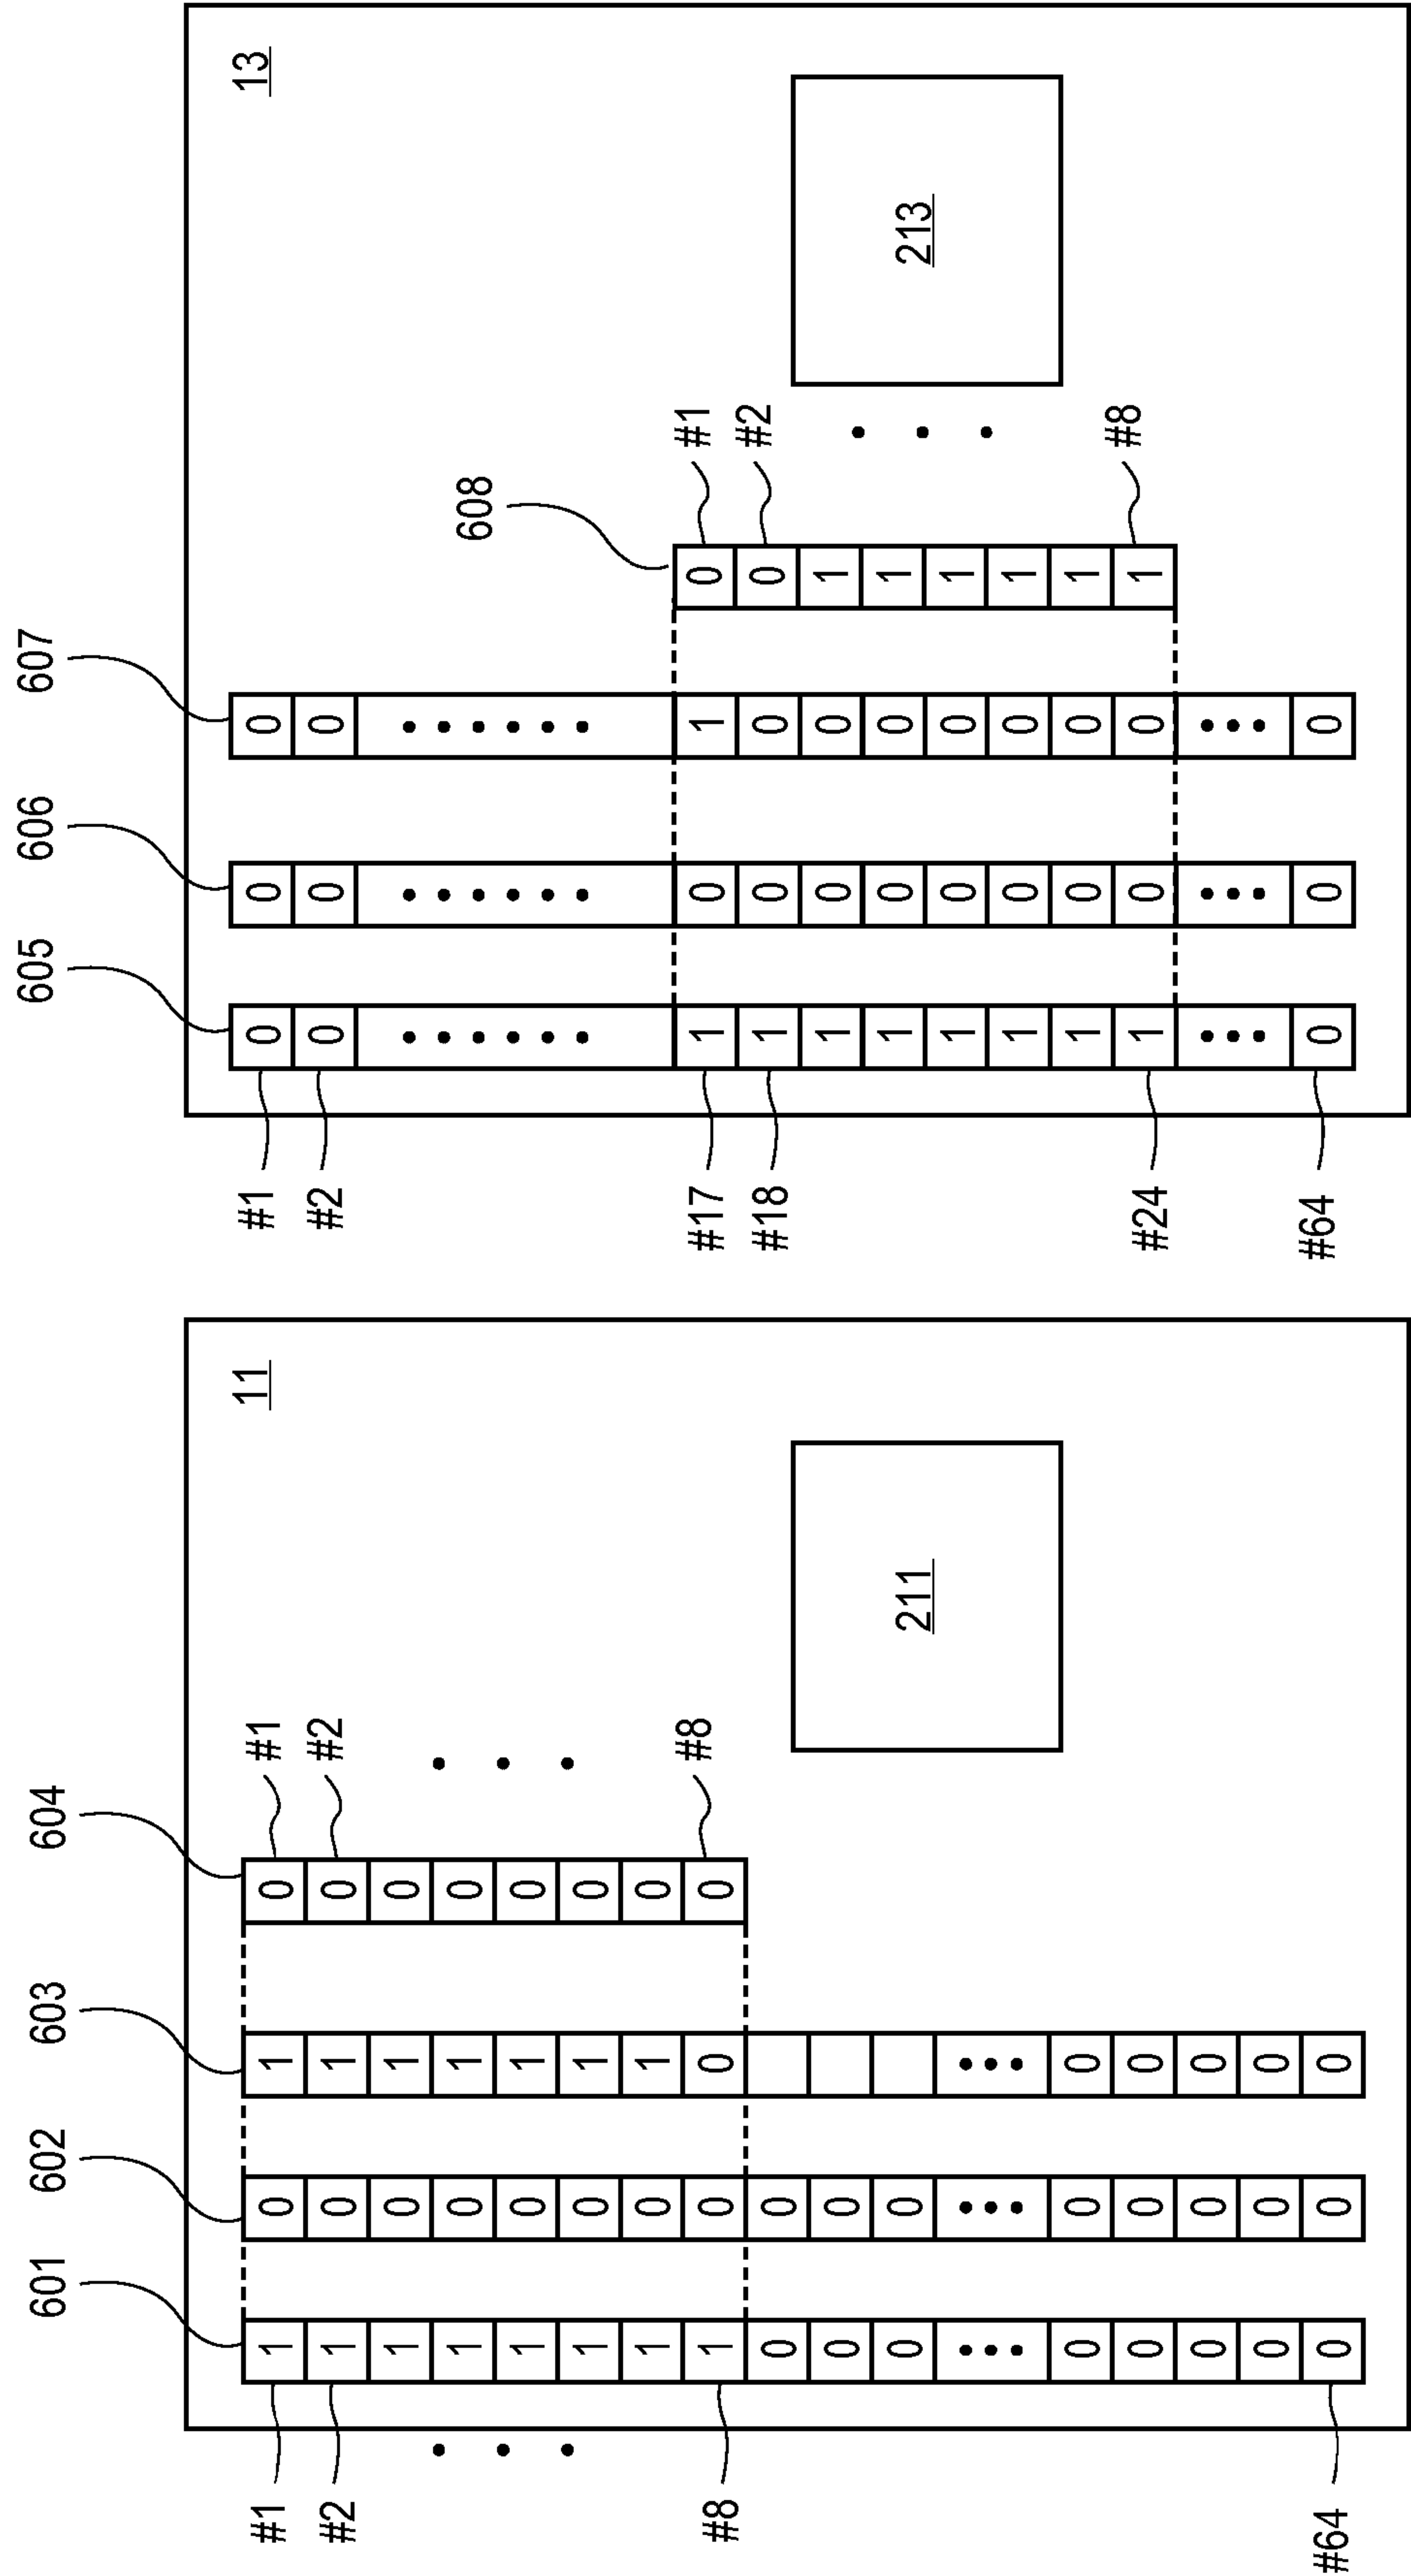 601 602 603 604
11
#1 1 0 1 0 #1
#2 1 0 1 0 #2
1 0 1 0
1 0 1 0
1 0 1 0
1 0 1 0
1 0 1 0
#8 1 0 0 0 #8
0 0
0 0
0 0
211
0 0 0
0 0 0
0 0 0
0 0 0
#64 0 0 0
605 606 607
13
#1 0 0 0
#2 0 0 0
608
#17 1 0 1 0 #1
#18 1 0 0 0 #2
1 0 0 1
1 0 0 1
1 0 0 1
1 0 0 1
1 0 0 1
#24 1 0 0 1 #8
213
#64 0 0 0